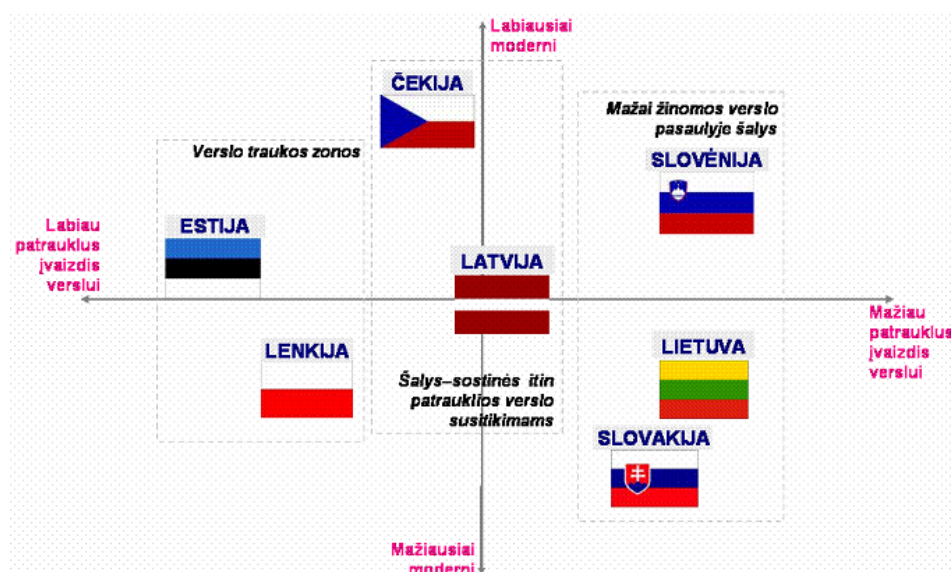 Labiausiai
moderni
ČEKIJA
Mažai žinomos verslo
pasaulyje šalys
Verslo traukos zonos
SLOVĖNIJA
Labiau
patrauklus
įvaizdis
verslui
ESTIJA
LATVIJA
Mažiau
patrauklus
įvaizdis
verslui
LENKIJA
LIETUVA
Šalys–sostinės itin
patrauklios verslo
susitikimams
SLOVAKIJA
Mažiausiai
moderni